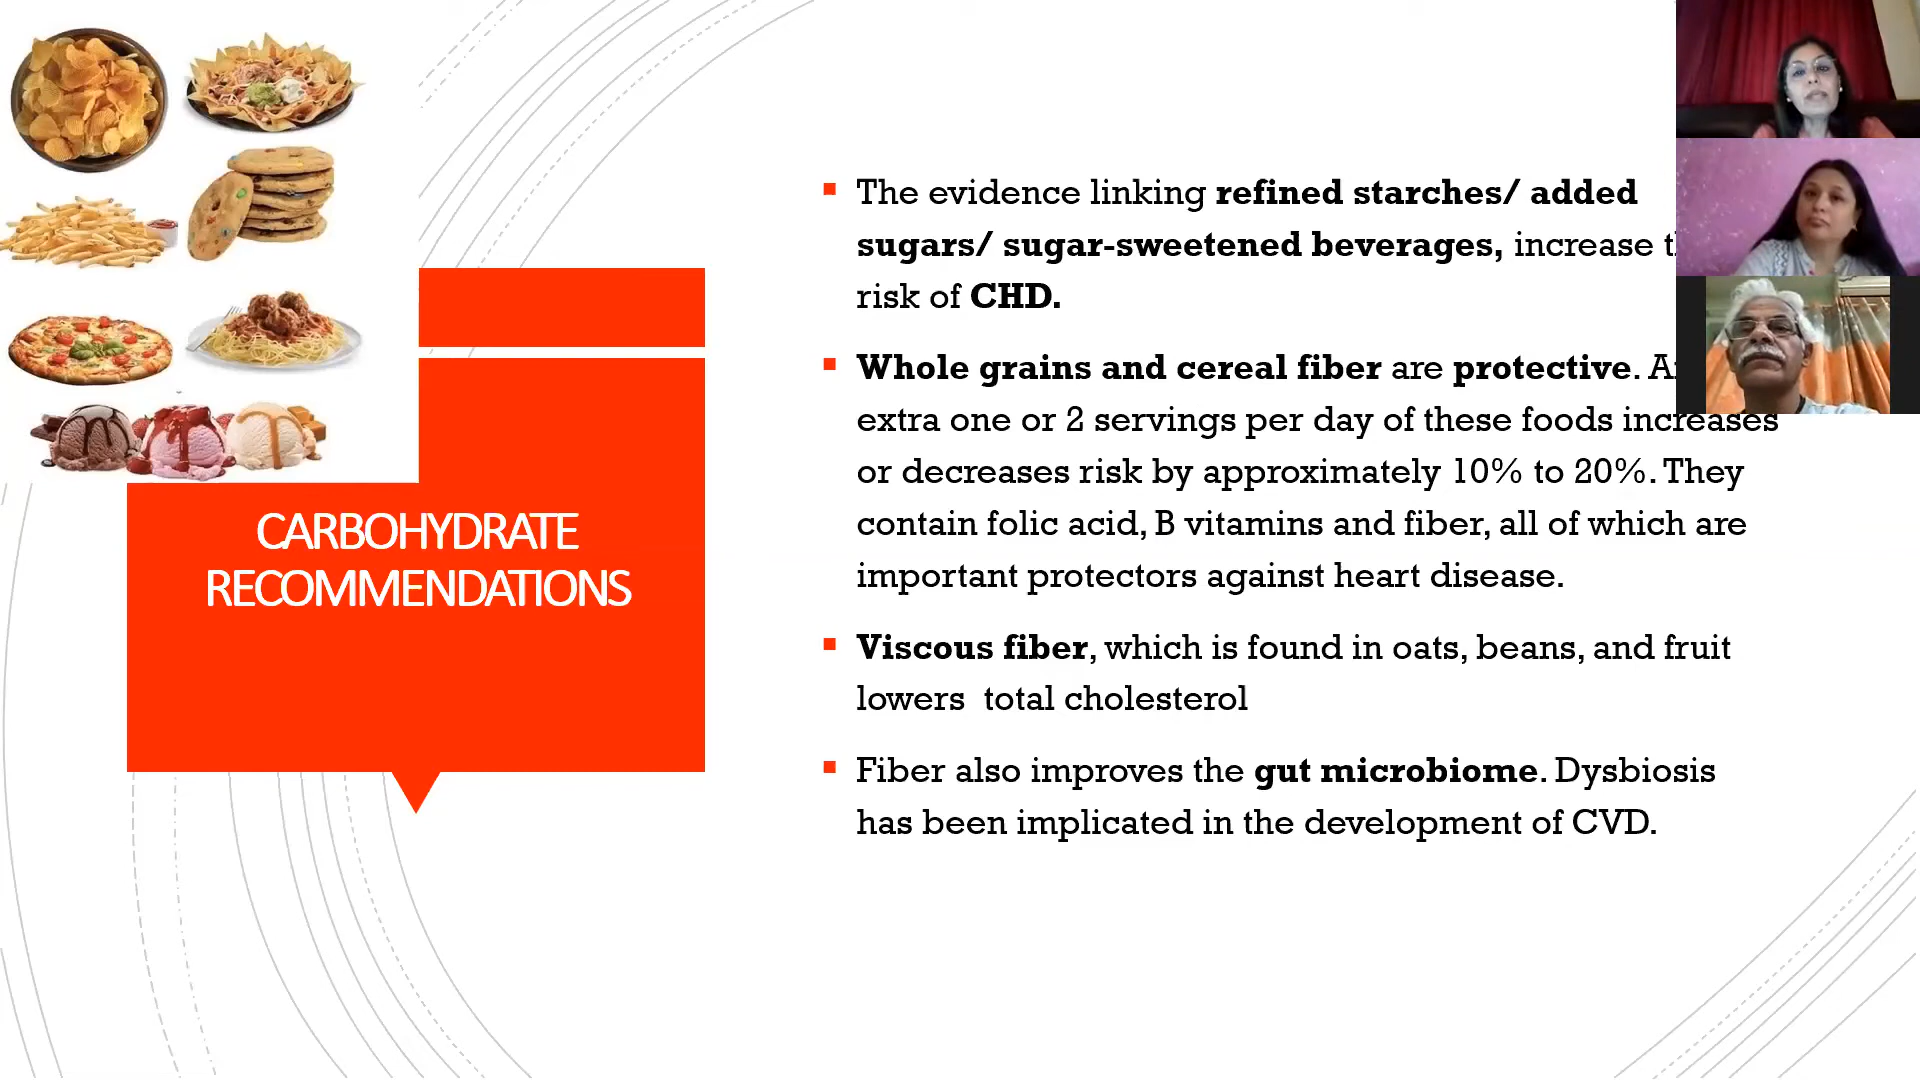 CARBOHYDRATE
RECOMMENDATIONS
The evidence linking refined starches/ added
sugars/ sugar-sweetened beverages, increase
risk of CHD.
Whole grains and cereal fiber are protective.
extra one or 2 servings per day of these foods increases
or decreases risk by approximately 10% to 20%. They
contain folic acid, B vitamins and fiber, all of which are
important protectors against heart disease.
Viscous fiber, which is found in oats, beans, and fruit
lowers  total cholesterol
Fiber also improves the gut microbiome. Dysbiosis
has been implicated in the development of CVD.